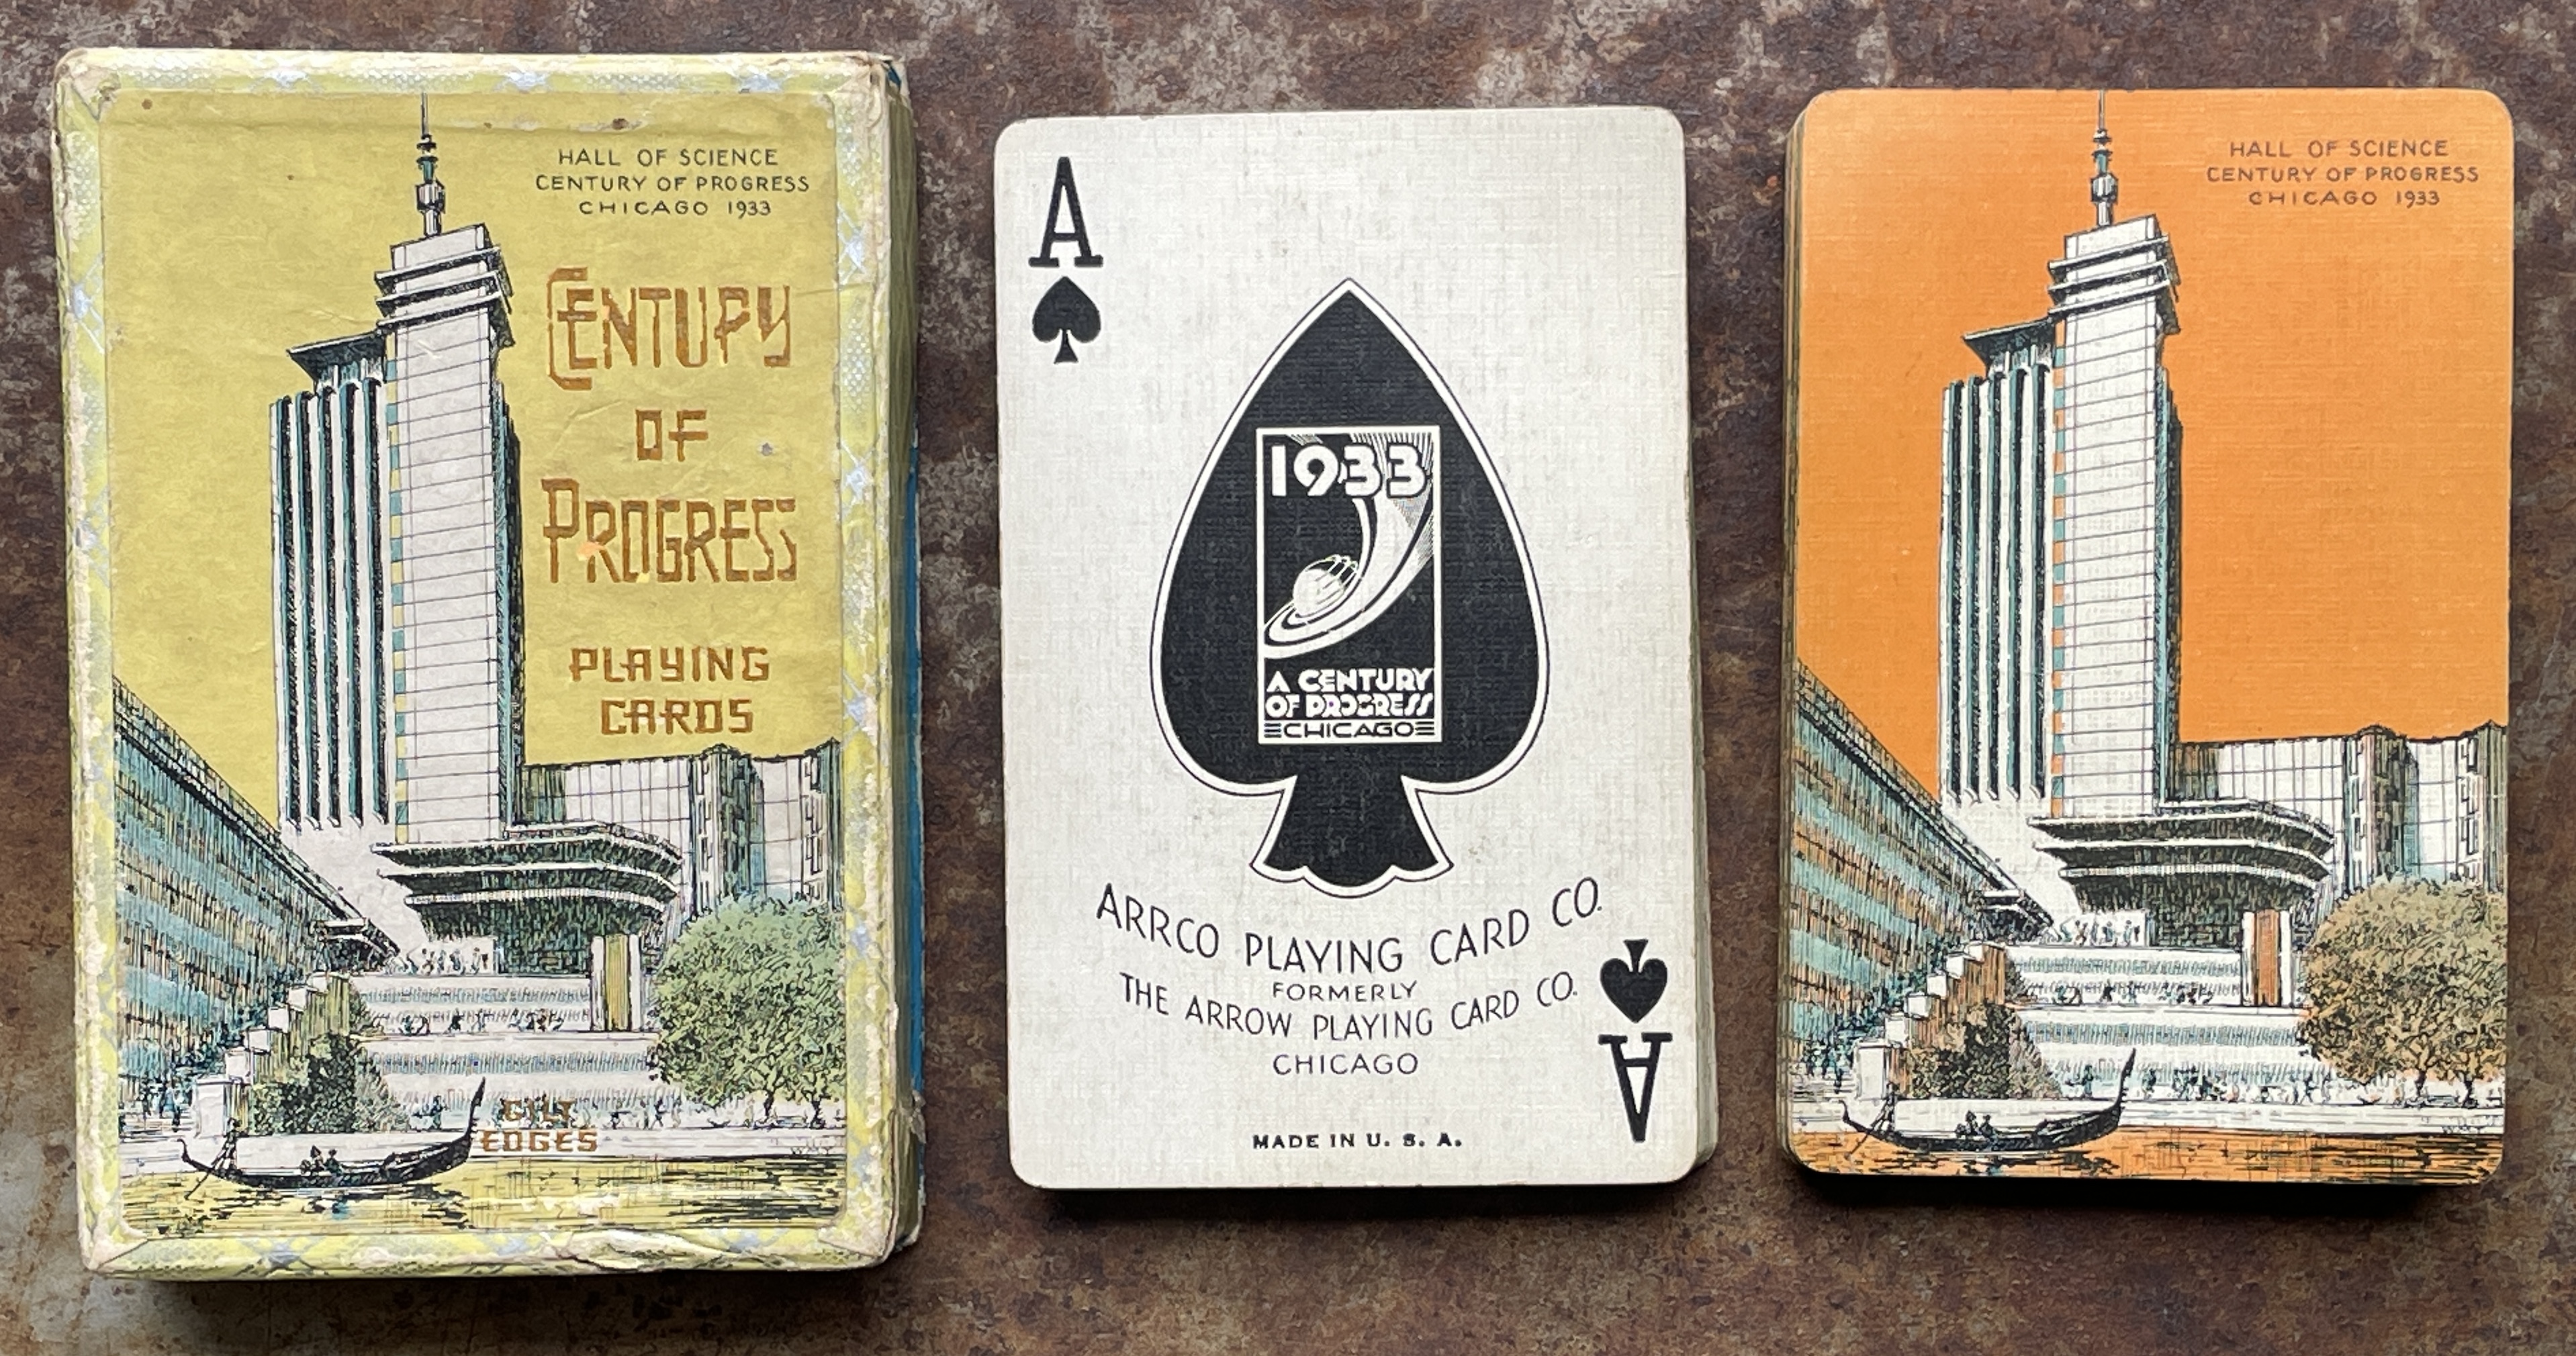 HALL OF SCIENCE
CENTURY OF PROGRESS
CHICAGO 1933
CENTURY
OF
PROGRESS
PLAYING
CARDS
GILT
EDGES
A
1933
A CENTURY
OF PROGRESS
CHICAGO
ARRCO PLAYING CARD CO.
FORMERLY
THE ARROW PLAYING CARD CO.
CHICAGO
MADE IN U. S. A.
A
HALL OF SCIENCE
CENTURY OF PROGRESS
CHICAGO 1933